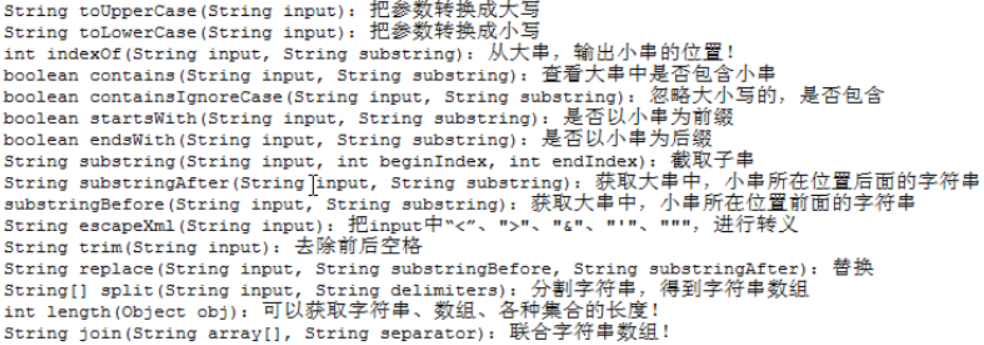 String toUpperCase(String input): 把参数转换成大写
String toLowerCase(String input): 把参数转换成小写
int indexOf(String input, String substring): 从大串，输出小串的位置！
boolean contains(String input, String substring): 查看大串中是否包含小串
boolean containsIgnoreCase(String input, String substring): 忽略大小写的，是否包含
boolean startsWith(String input, String substring): 是否以小串为前缀
boolean endsWith(String input, String substring): 是否以小串为后缀
String substring(String input, int beginIndex, int endIndex): 截取子串
String substringAfter(String input, String substring): 获取大串中，小串所在位置后面的字符串
substringBefore(String input, String substring): 获取大串中，小串所在位置前面的字符串
String escapeXml(String input): 把input中“<”、">"、"&"、"'"、"""，进行转义
String trim(String input): 去除前后空格
String replace(String input, String substringBefore, String substringAfter): 替换
String[] split(String input, String delimiters): 分割字符串，得到字符串数组
int length(Object obj): 可以获取字符串、数组、各种集合的长度！
String join(String array[], String separator): 联合字符串数组！